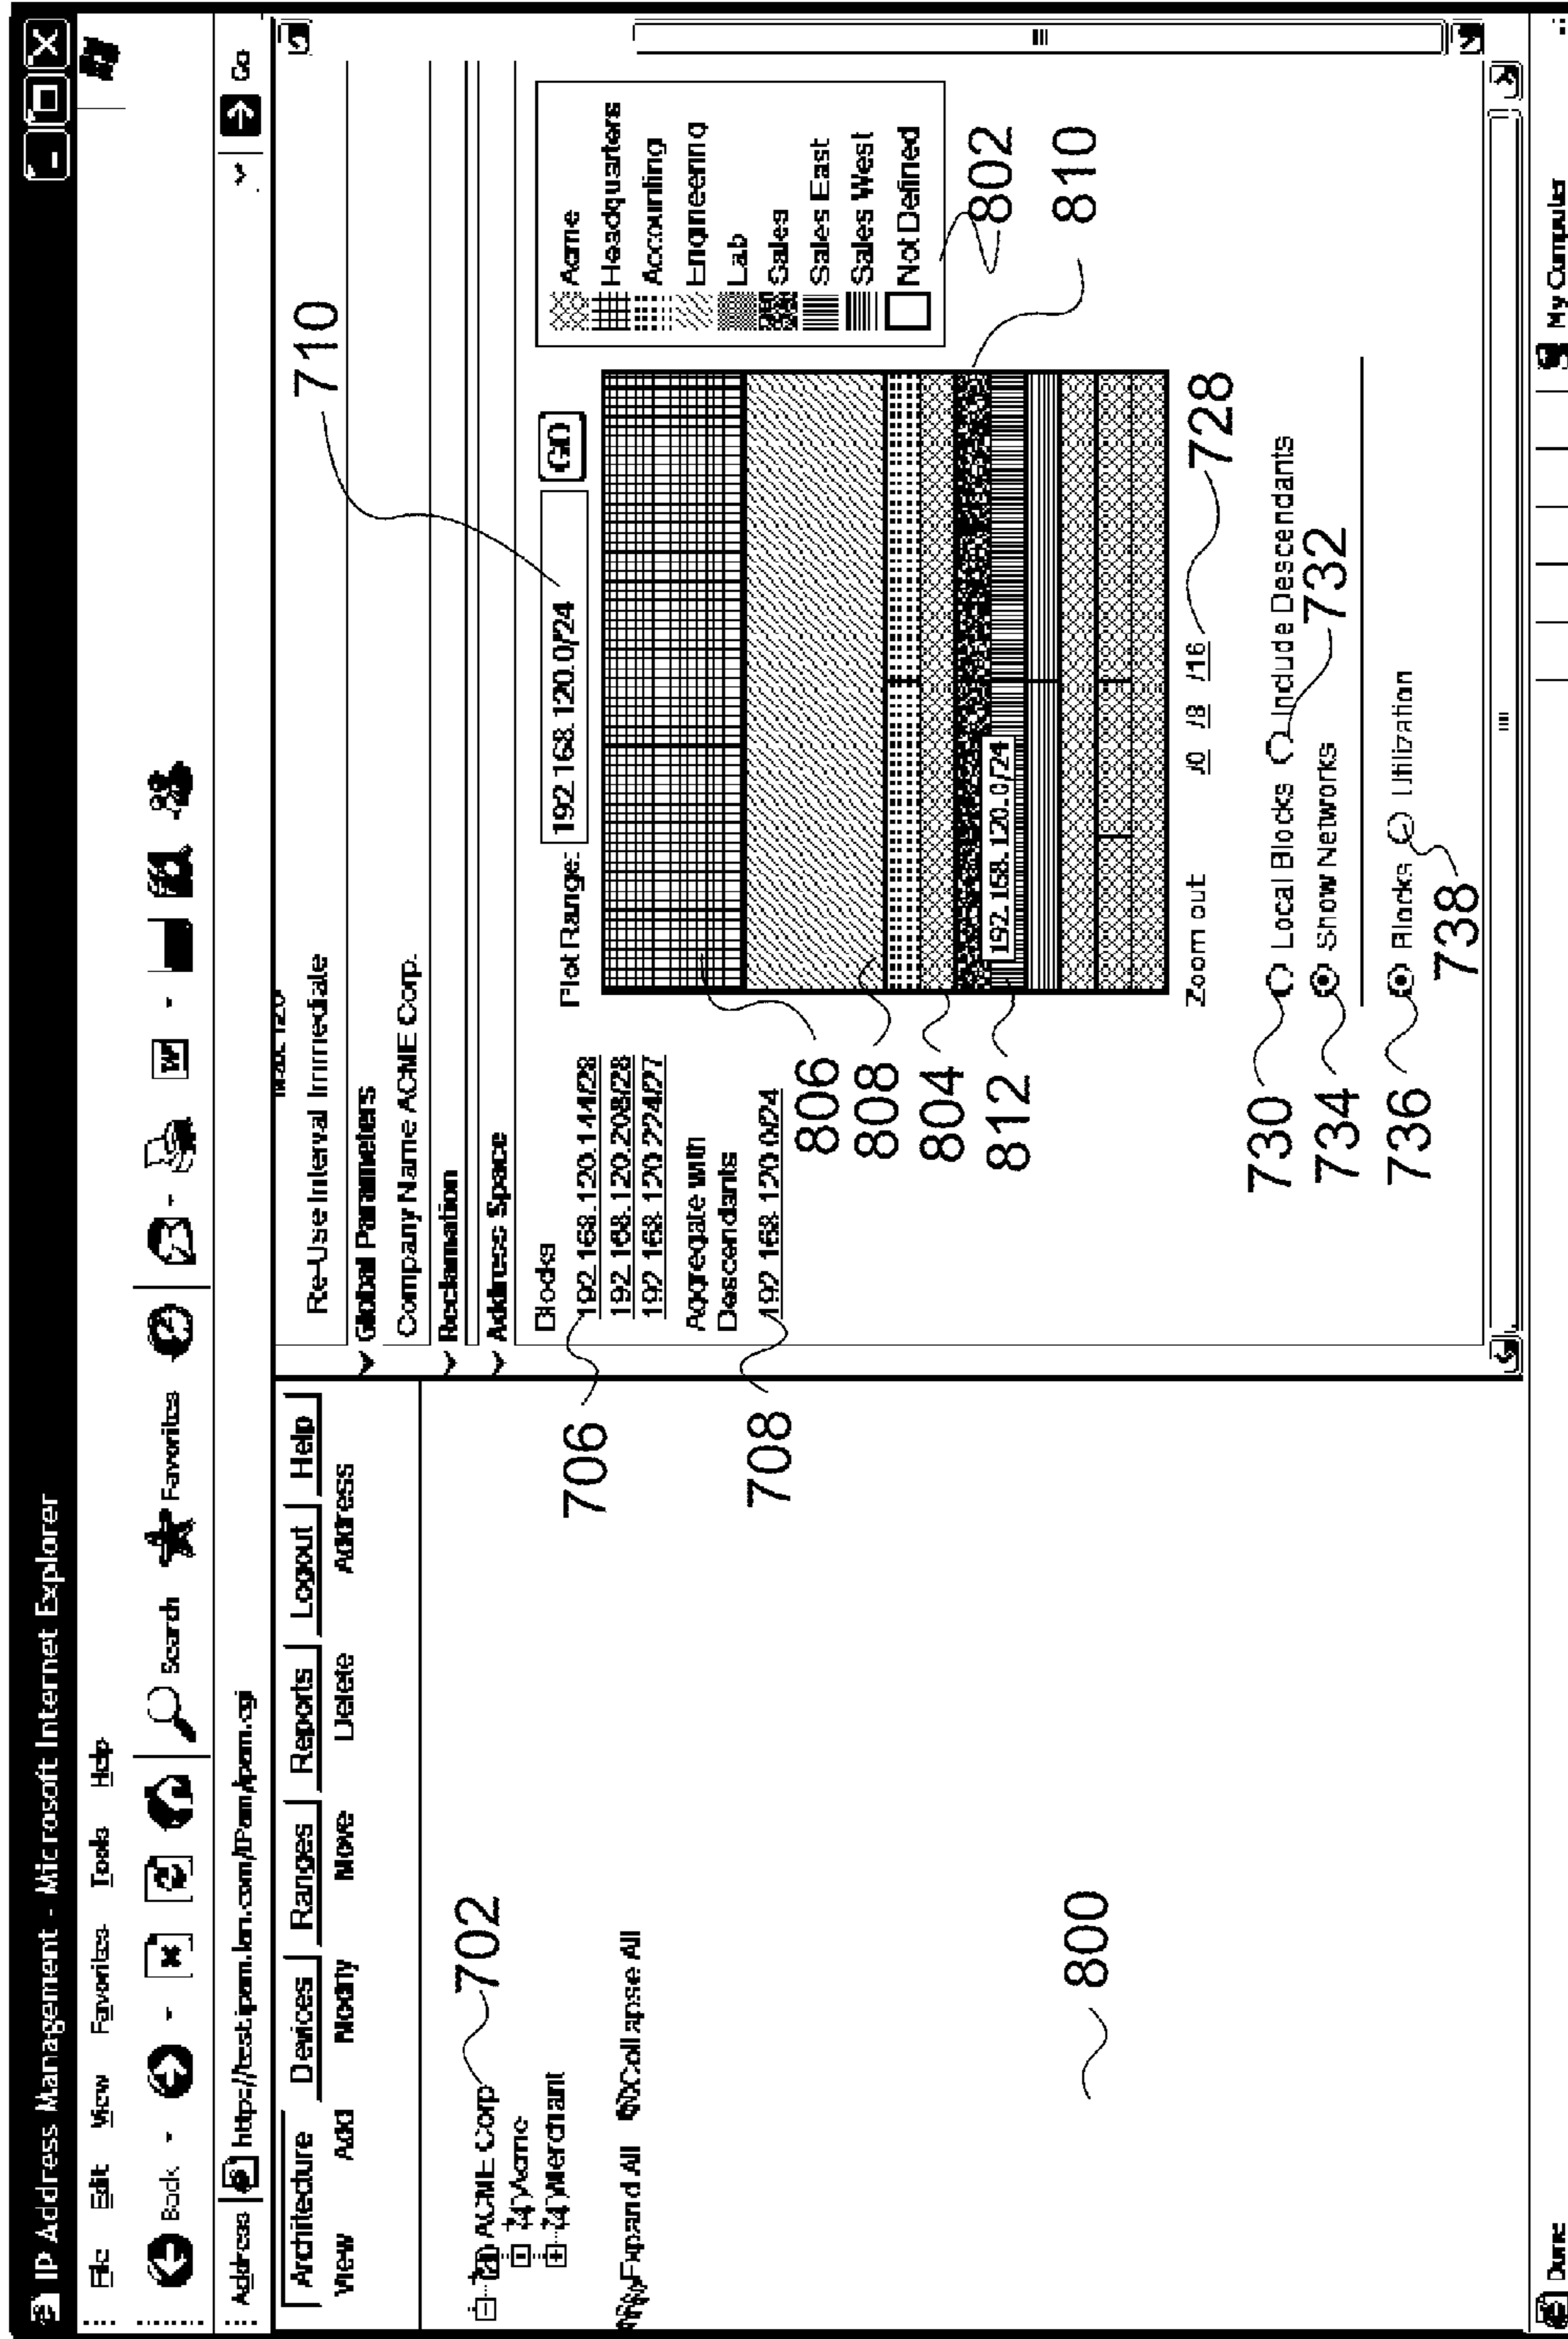 IP Address Management - Microsoft Internet Explorer
File Edit View Favorites Tools Help
Back Search Favorites
Address http://test.ipam.lan.com/IPam/ipam.cgi Go
Architecture Devices Ranges Reports Logout Help
View Add Modify Move Delete Address
ACME Corp 702
Acme
Merchant
Expand All Collapse All
800
Re-Use Interval Immediate
Global Parameters
Company Name ACME Corp.
Reclamation
Address Space
Blocks
192.168.120.144/28
192.168.120.208/28
192.168.120.224/27
706
Aggregate with
Descendants
192.168.120.0/24
708
Plot Range: 192.168.120.0/24 GO
710
192.168.120.0/24
806
808
804
812
Acme
Headquarters
Accounting
Engineering
Lab
Sales
Sales East
Sales West
Not Defined
802
810
Zoom out /0 /8 /16 728
730 Local Blocks Include Descendants
732
734 Show Networks
736 Blocks Utilization
738
Done My Computer